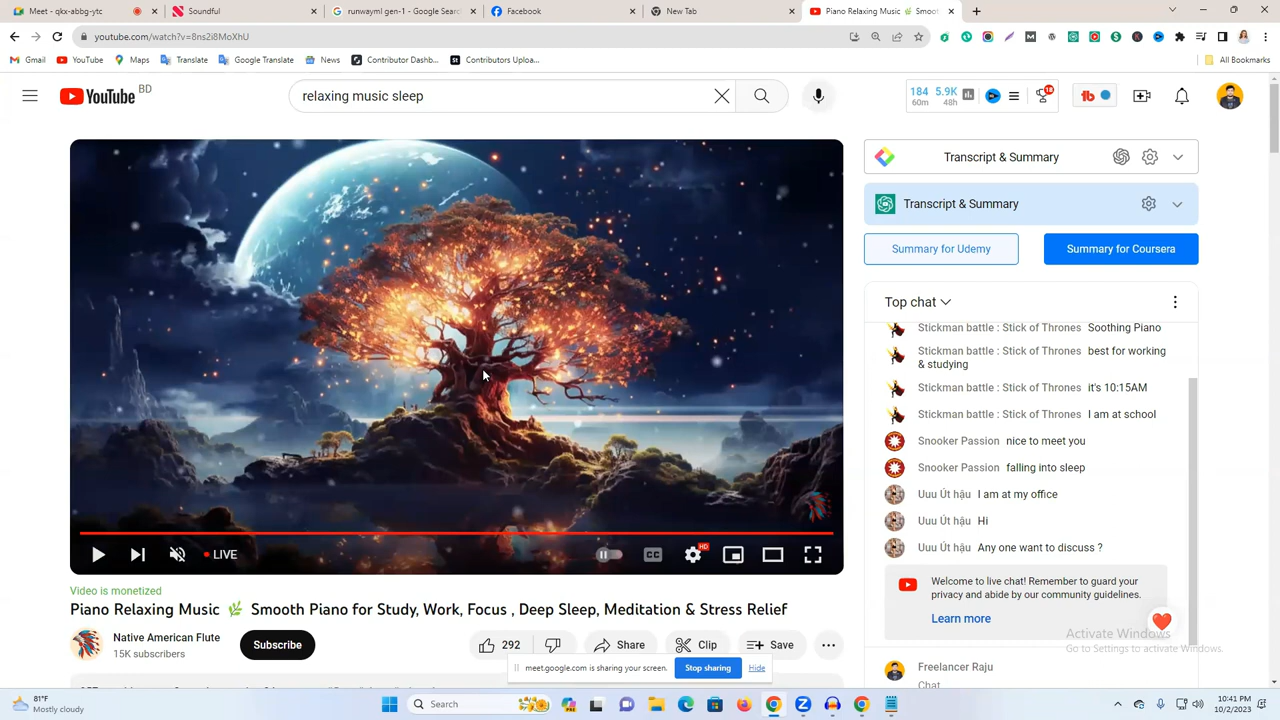 Meet - qkx-abbg-ytc
Soundful
runwayml gen-1 - Google Searc
Facebook
New Tab
Piano Relaxing Music 🌿 Smoot
youtube.com/watch?v=8ns2i8MoXhU
Gmail
YouTube
Maps
Translate
Google Translate
News
Contributor Dashb...
Contributors Uploa...
All Bookmarks
YouTube BD
relaxing music sleep
184 5.9K
60m 48h
18
Transcript & Summary
Transcript & Summary
Summary for Udemy
Summary for Coursera
Top chat
Stickman battle : Stick of Thrones Soothing Piano
Stickman battle : Stick of Thrones best for working
& studying
Stickman battle : Stick of Thrones it's 10:15AM
Stickman battle : Stick of Thrones I am at school
Snooker Passion nice to meet you
Snooker Passion falling into sleep
Uuu Út hậu I am at my office
Uuu Út hậu Hi
Uuu Út hậu Any one want to discuss ?
Welcome to live chat! Remember to guard your
privacy and abide by our community guidelines.
Learn more
Freelancer Raju
Chat
LIVE
CC
HD
Video is monetized
Piano Relaxing Music 🌿 Smooth Piano for Study, Work, Focus , Deep Sleep, Meditation & Stress Relief
Native American Flute
15K subscribers
Subscribe
292
Share
Clip
Save
meet.google.com is sharing your screen.
Stop sharing
Hide
Activate Windows
Go to Settings to activate Windows.
81°F
Mostly cloudy
Search
10:41 PM
10/2/2023